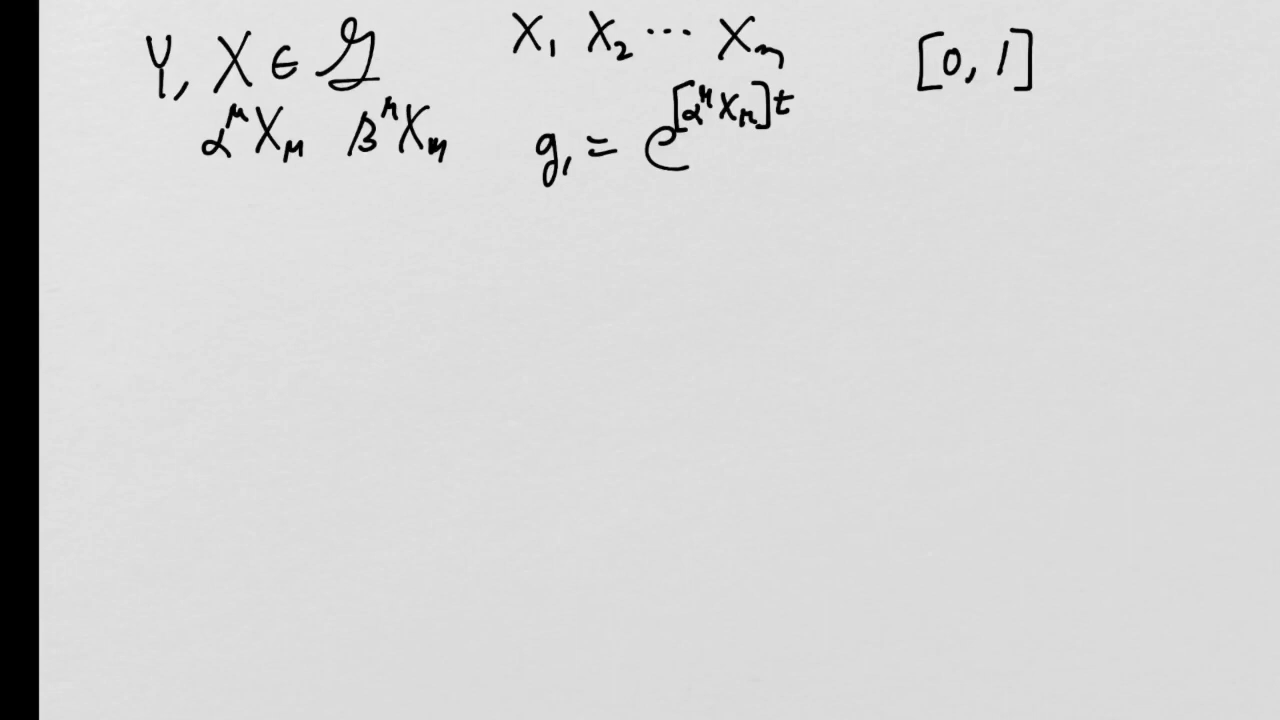 Y, X ∈ 𝒢 X₁ X₂ ⋯ Xₙ [0, 1]
α^μ X_μ β^μ X_μ g₁ = e^{[α^μ X_μ]t}